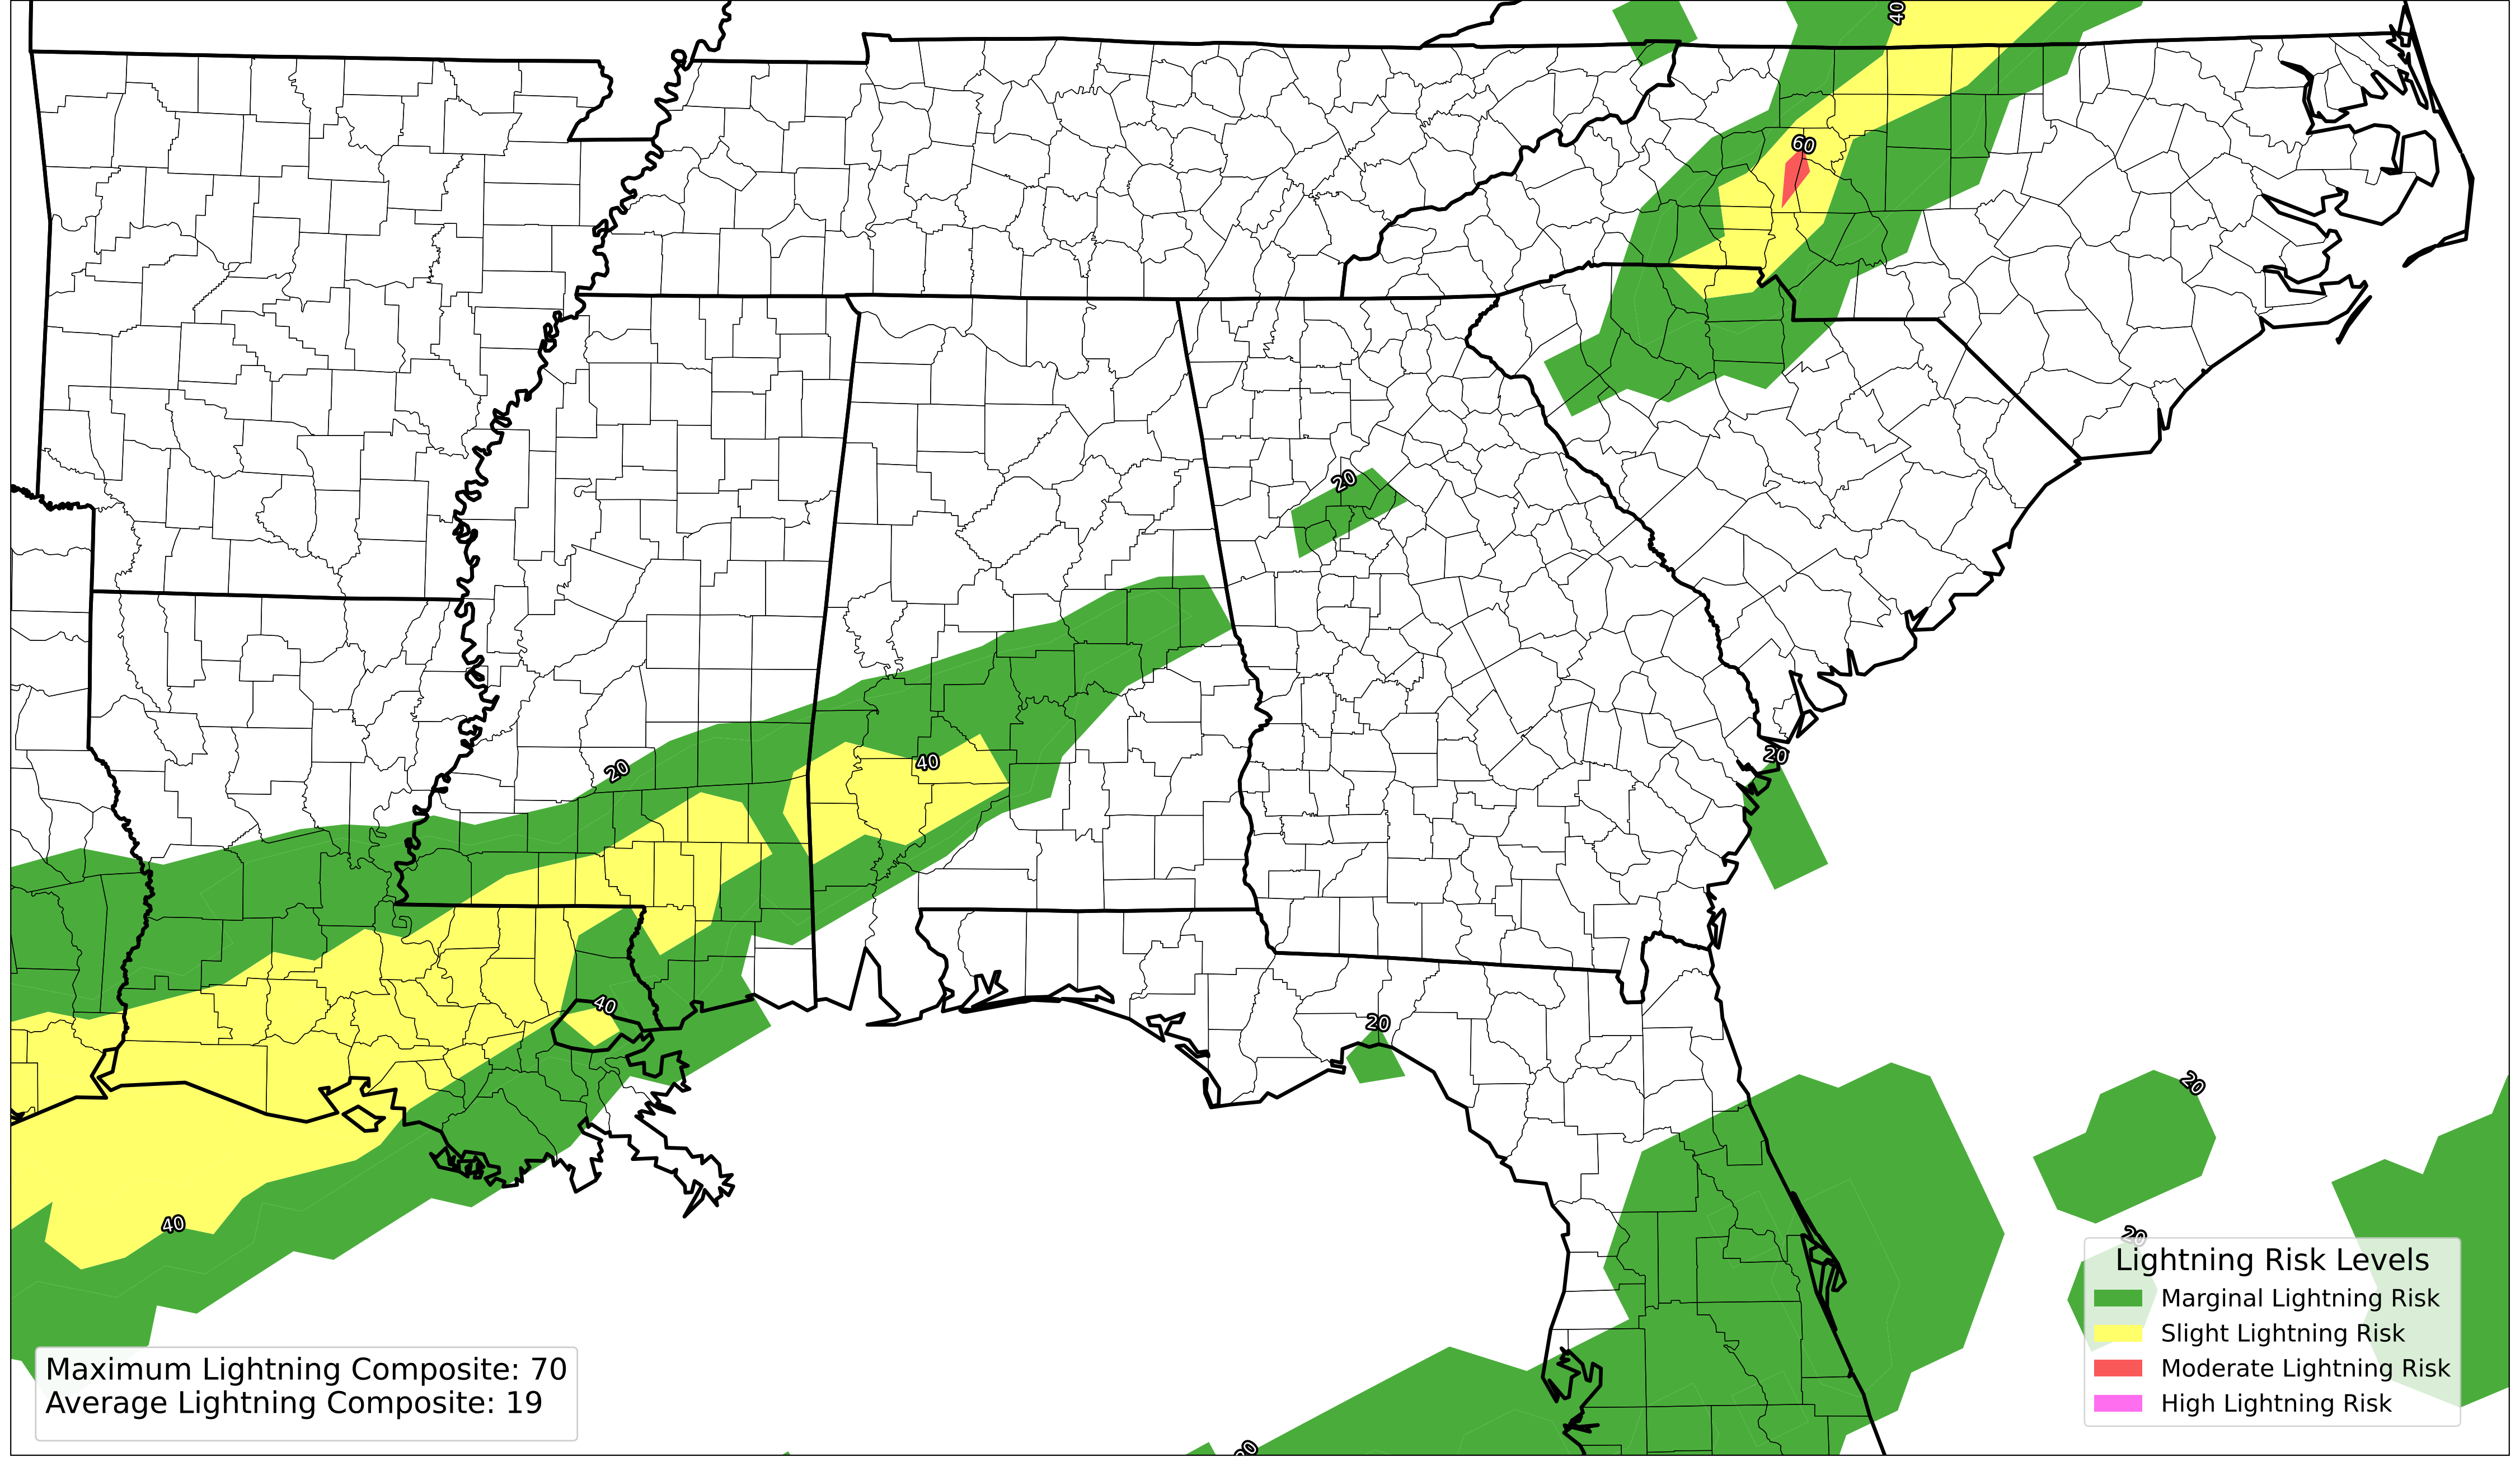 40
60
20
20
40
20
40
20
20
40
20
Lightning Risk Levels
Marginal Lightning Risk
Slight Lightning Risk
Moderate Lightning Risk
High Lightning Risk
Maximum Lightning Composite: 70
Average Lightning Composite: 19